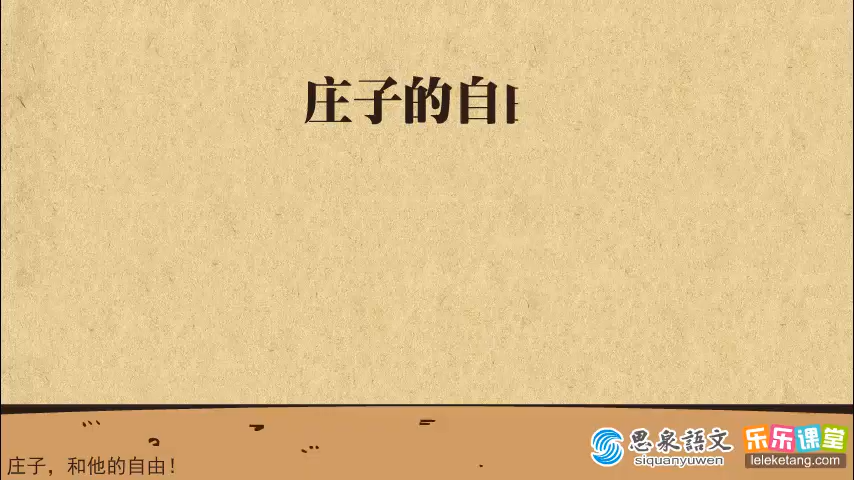 庄子的自
庄子，和他的自由！
思泉語文
siquanyuwen
乐乐课堂
leleketang.com